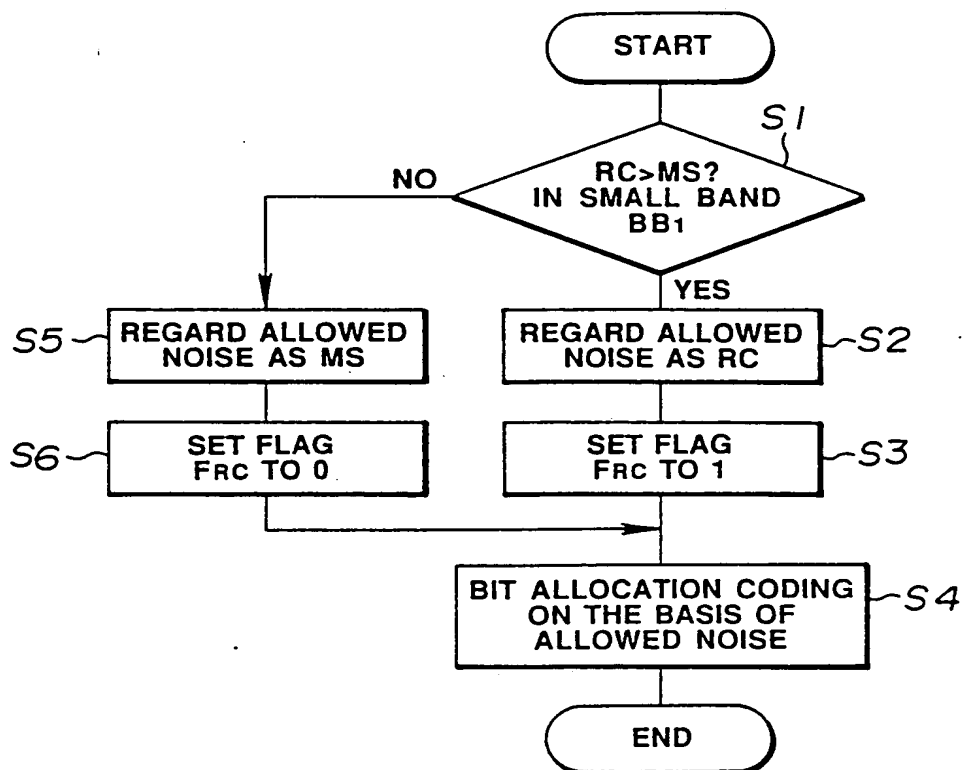 START
S1
RC>MS?
IN SMALL BAND
BB1
NO
YES
S5
REGARD ALLOWED
NOISE AS MS
REGARD ALLOWED
NOISE AS RC
S2
S6
SET FLAG
FRC TO 0
SET FLAG
FRC TO 1
S3
BIT ALLOCATION CODING
ON THE BASIS OF
ALLOWED NOISE
S4
END